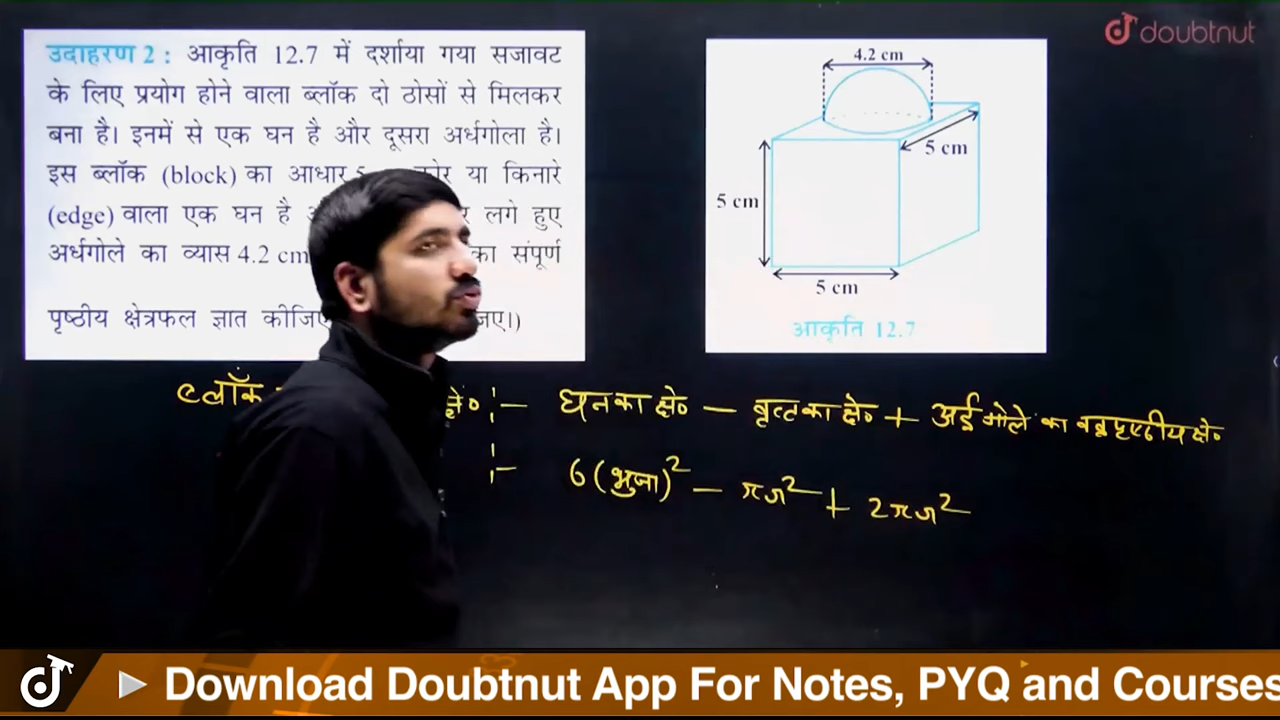 doubtnut
उदाहरण 2 : आकृति 12.7 में दर्शाया गया सजावट
के लिए प्रयोग होने वाला ब्लॉक दो ठोसों से मिलकर
बना है। इनमें से एक घन है और दूसरा अर्धगोला है।
इस ब्लॉक (block) का आधार या किनारे
(edge) वाला एक घन है लगे हुए
अर्धगोले का व्यास 4.2 cm का संपूर्ण
पृष्ठीय क्षेत्रफल ज्ञात कीजिए
4.2 cm
5 cm
5 cm
5 cm
आकृति 12.7
ब्लॉक क्षे० :- घन का क्षे० - वृत्त का क्षे० + अर्द्ध गोले का वक्रपृष्ठीय क्षे०
:- 6 (भुजा)² - πr² + 2πr²
Download Doubtnut App For Notes, PYQ and Courses